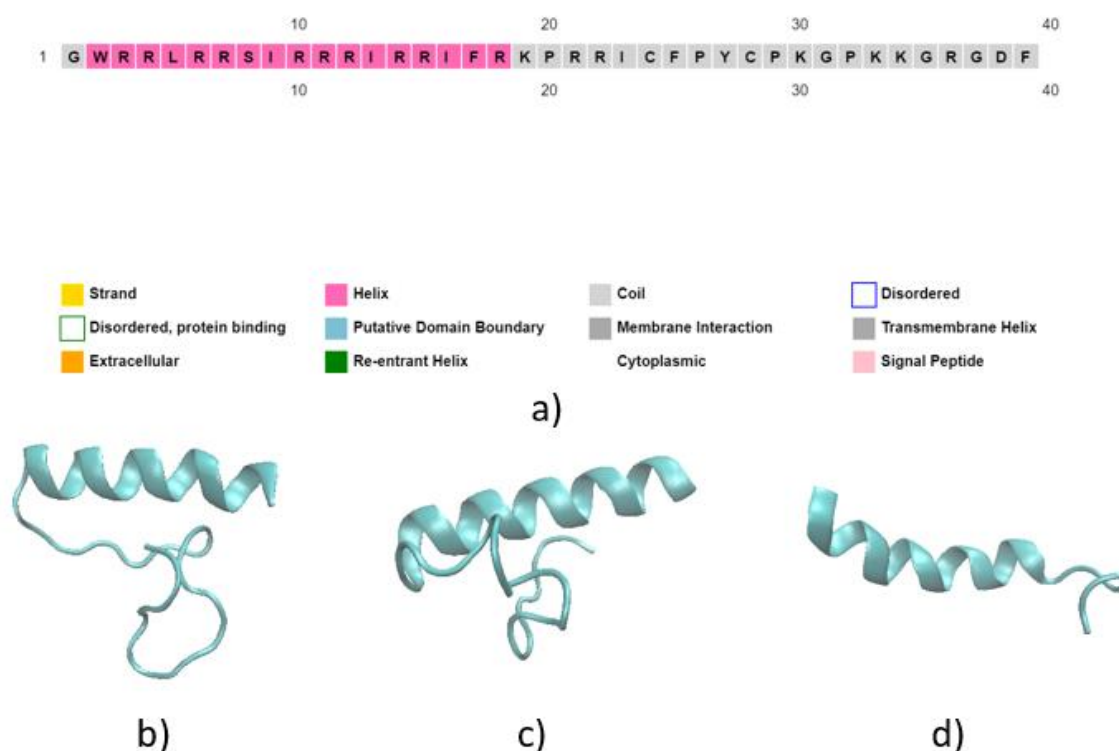 10 20 30 40
1 G W R R L R R S I R R R I R R I F R K P R R I C F P Y C P K G P K K G R G D F
10 20 30 40
Strand Helix Coil Disordered
Disordered, protein binding Putative Domain Boundary Membrane Interaction Transmembrane Helix
Extracellular Re-entrant Helix Cytoplasmic Signal Peptide
a)
b) c) d)